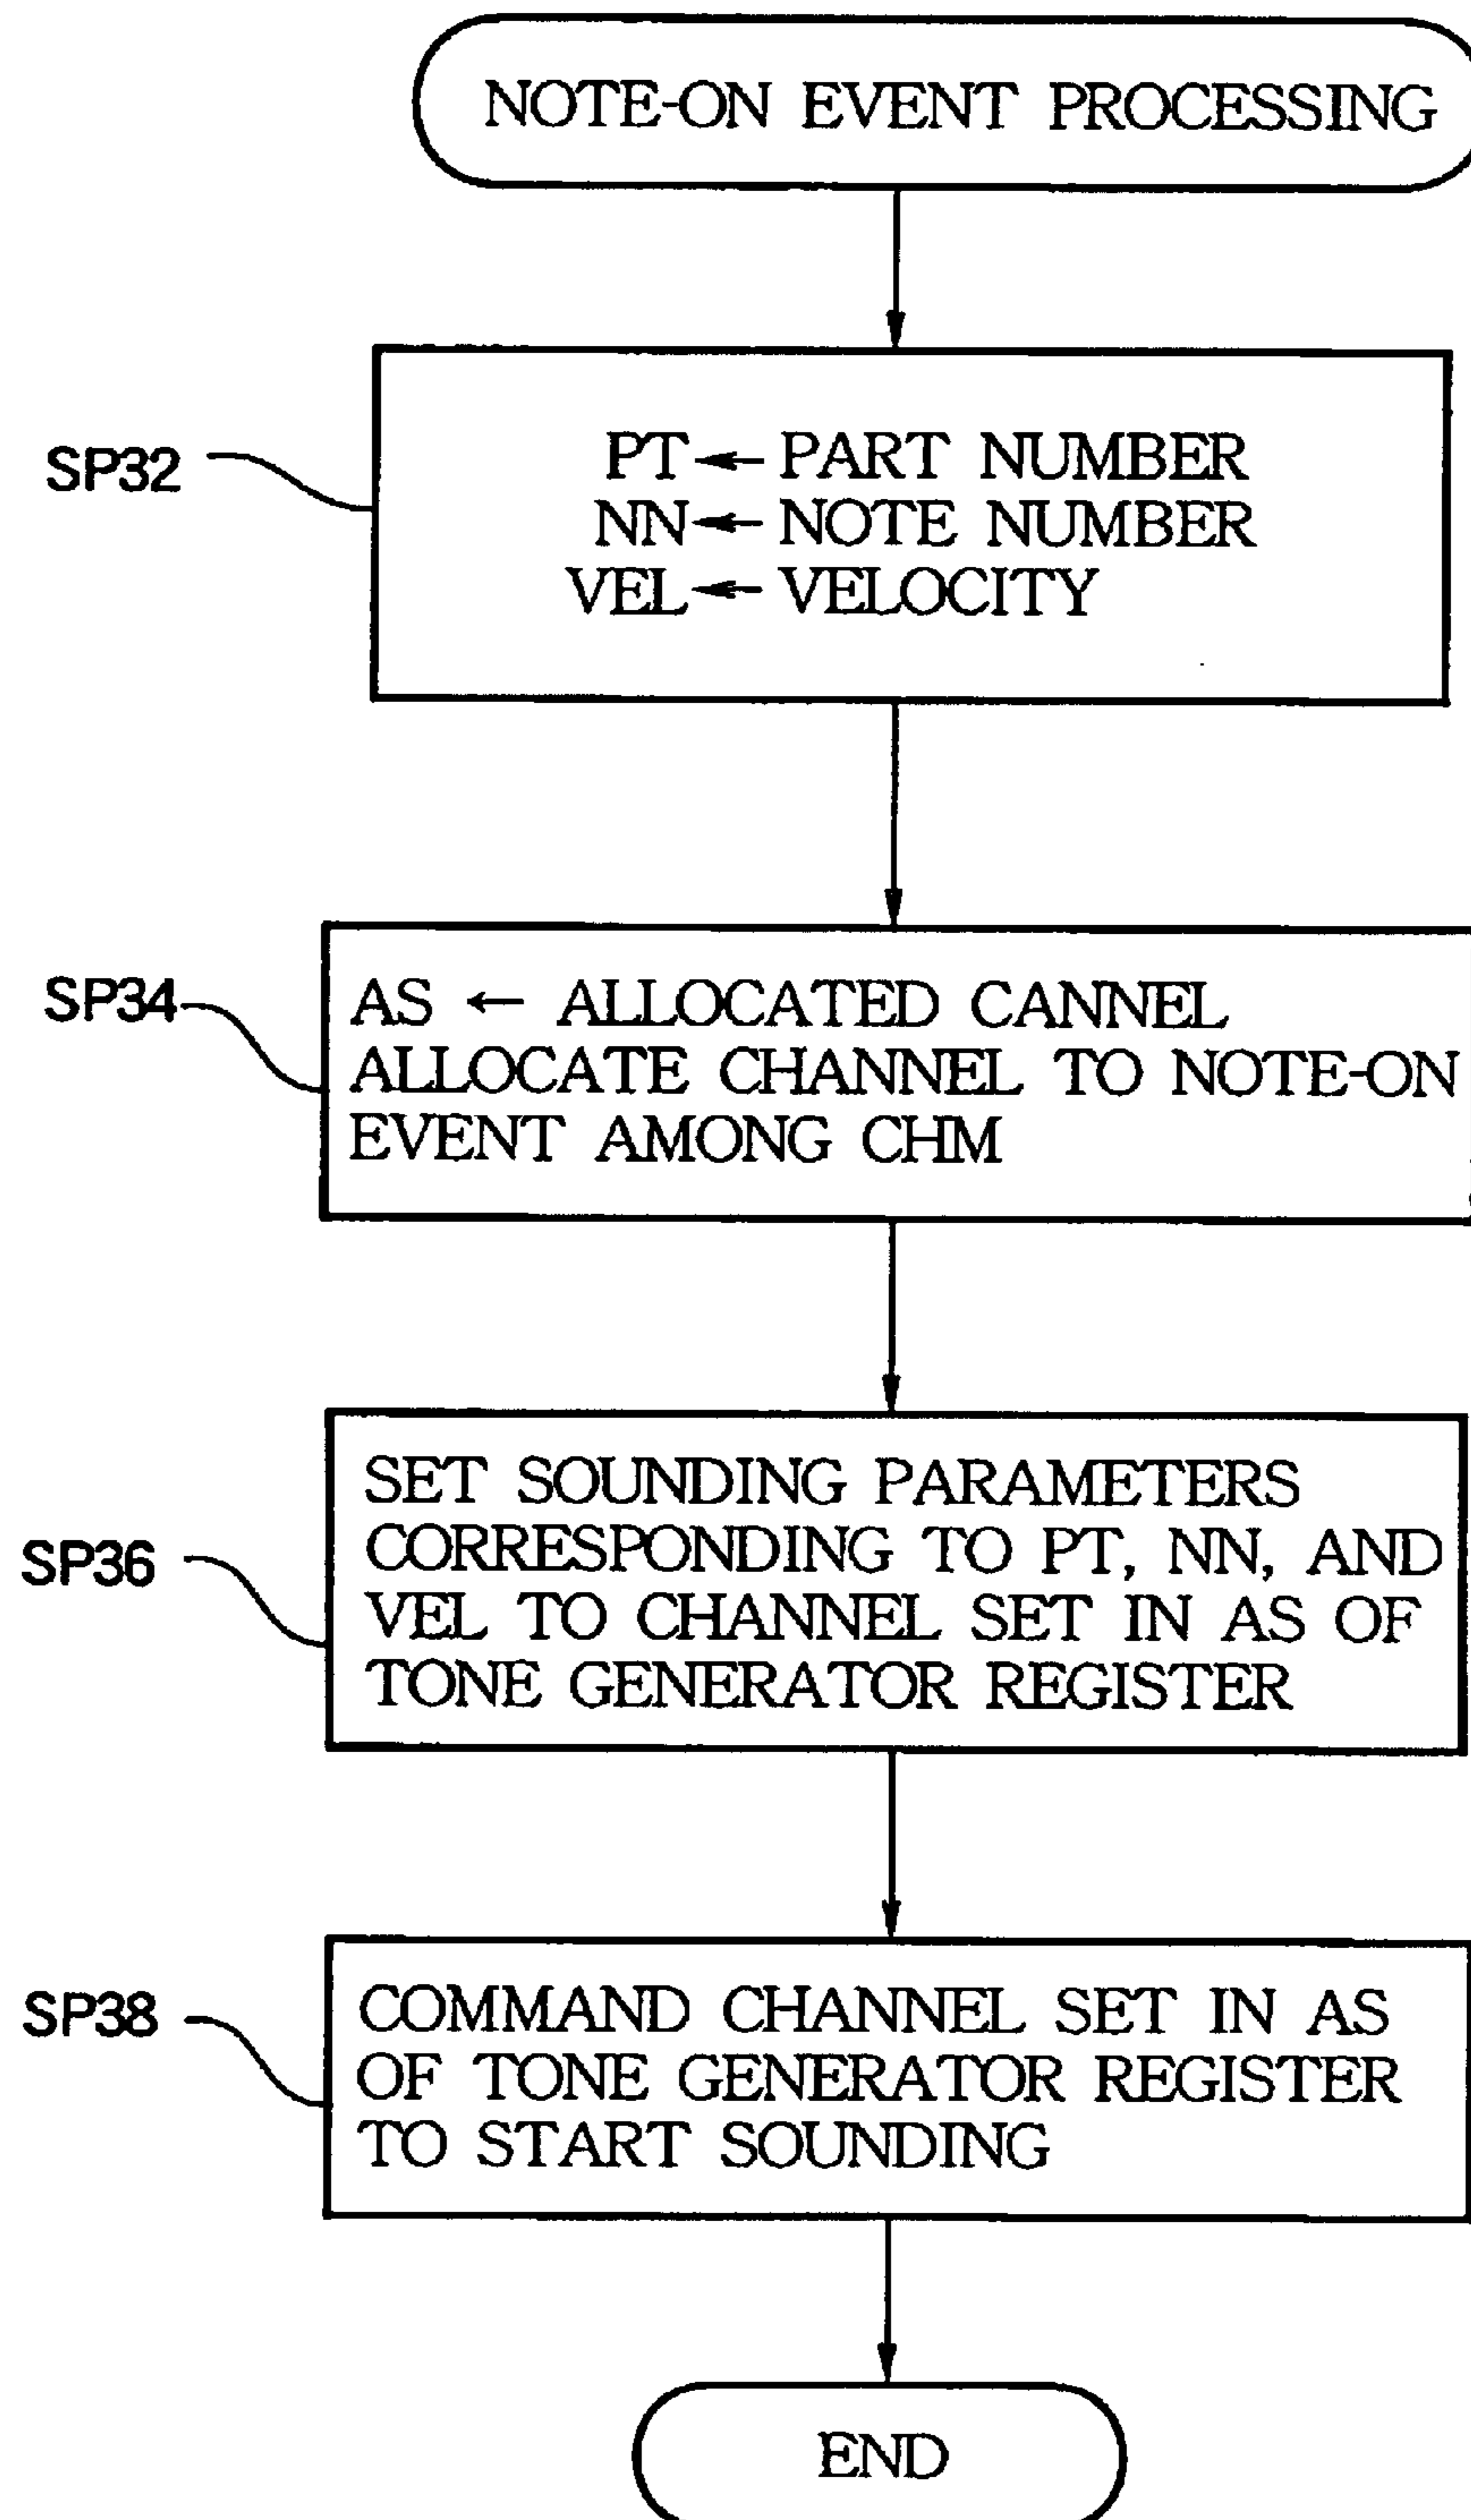 NOTE-ON EVENT PROCESSING
SP32
PT ← PART NUMBER
NN ← NOTE NUMBER
VEL ← VELOCITY
SP34
AS ← ALLOCATED CANNEL
ALLOCATE CHANNEL TO NOTE-ON
EVENT AMONG CHM
SP36
SET SOUNDING PARAMETERS
CORRESPONDING TO PT, NN, AND
VEL TO CHANNEL SET IN AS OF
TONE GENERATOR REGISTER
SP38
COMMAND CHANNEL SET IN AS
OF TONE GENERATOR REGISTER
TO START SOUNDING
END